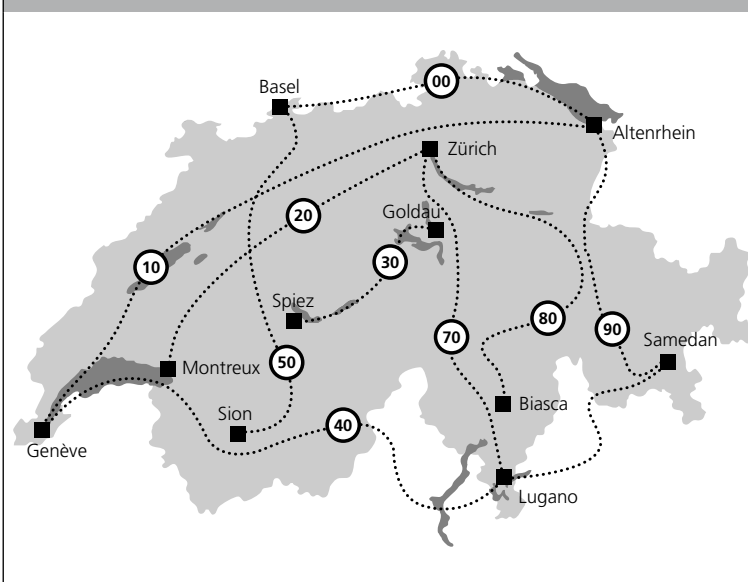 00
Basel
Altenrhein
Zürich
20
Goldau
10
30
Spiez
80
90
70
Samedan
50
Montreux
Biasca
Sion
40
Genève
Lugano